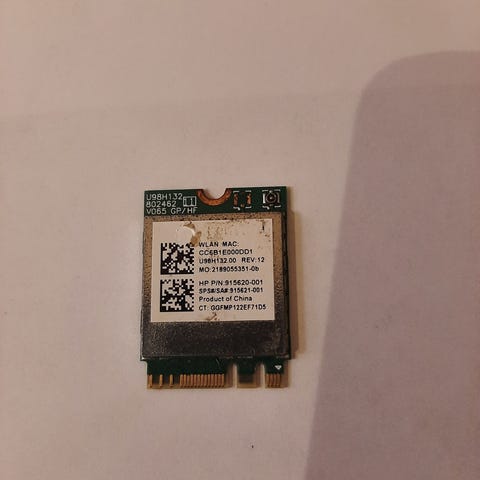 U98H132
802462
V065 GP/HF
WLAN MAC:
CC6B1E000DD1
U98H132.00 REV:12
MO:2189055351-0b
HP P/N:915620-001
SPS#/SA#:915621-001
Product of China
CT: GGFMP122EF71D5